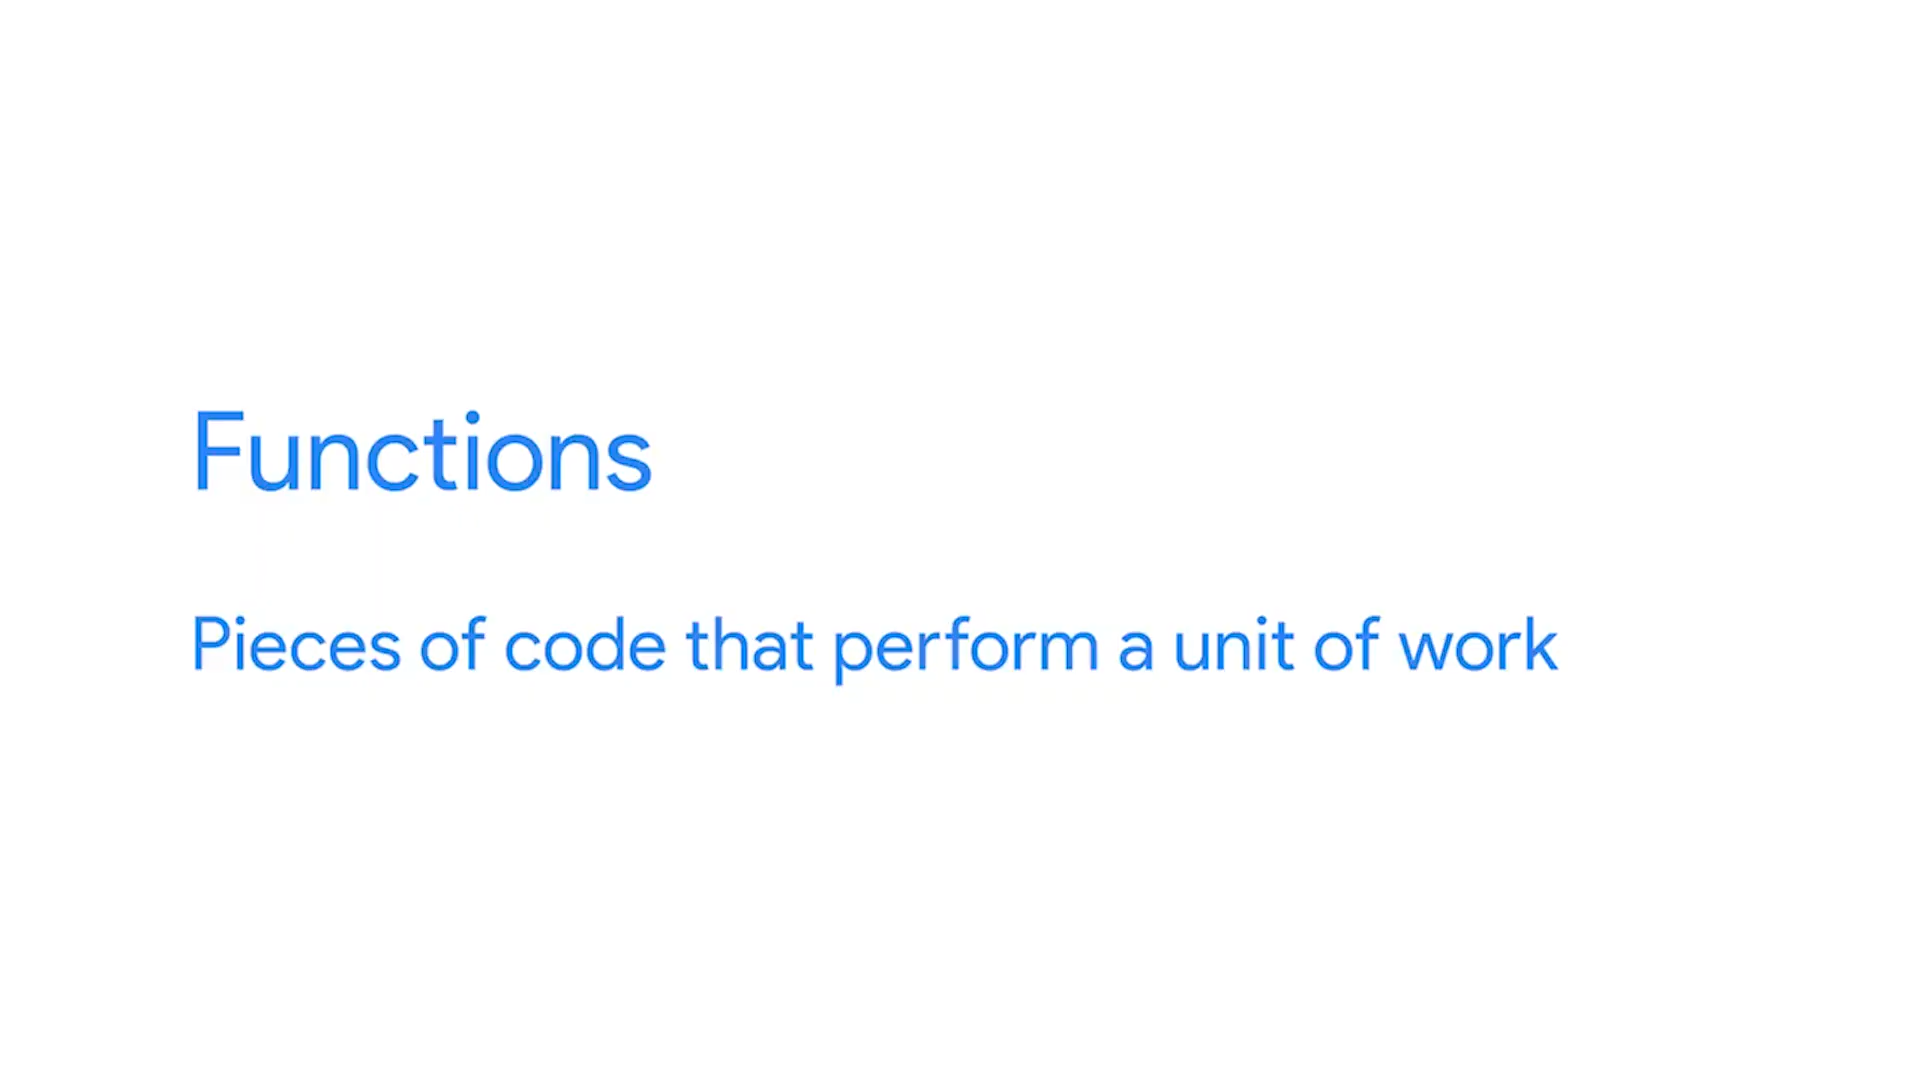 Functions
Pieces of code that perform a unit of work